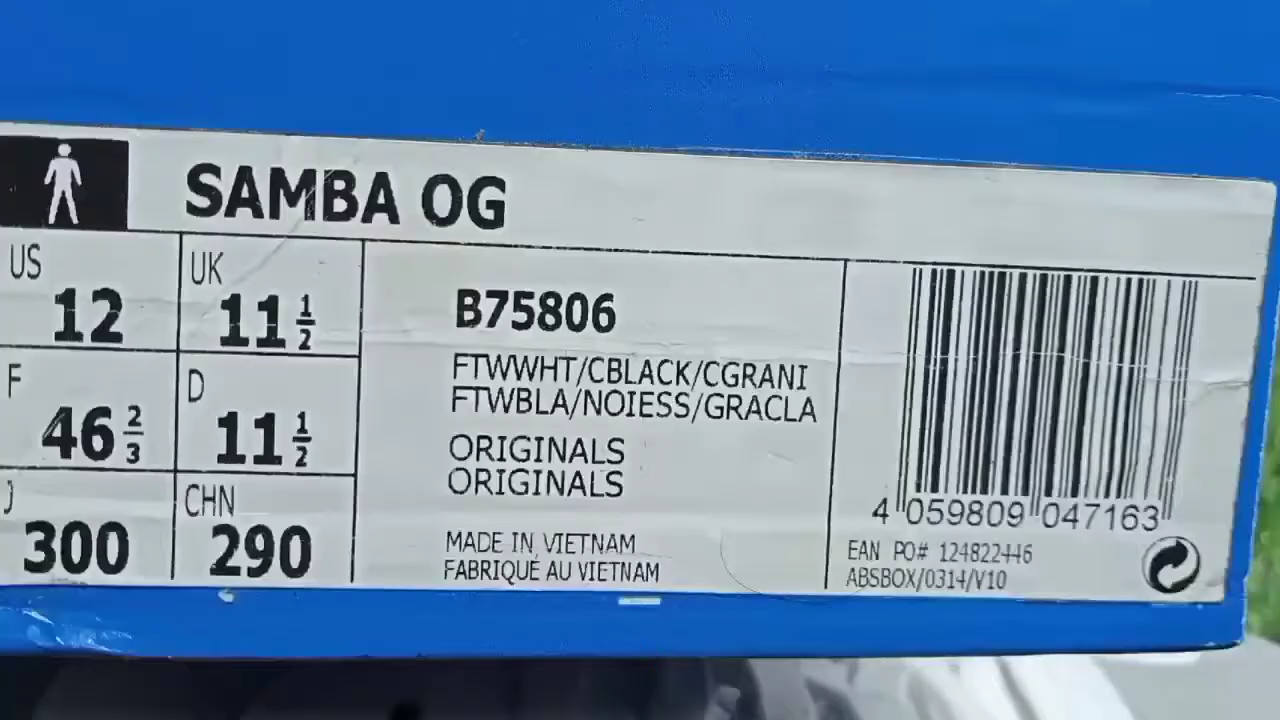 SAMBA OG
US
12
UK
11 1/2
F
46 2/3
D
11 1/2
J
300
CHN
290
B75806
FTWWHT/CBLACK/CGRANI
FTWBLA/NOIESS/GRACLA
ORIGINALS
ORIGINALS
MADE IN VIETNAM
FABRIQUÉ AU VIETNAM
4 059809 047163
EAN PO# 124822446
ABSBOX/0314/V10